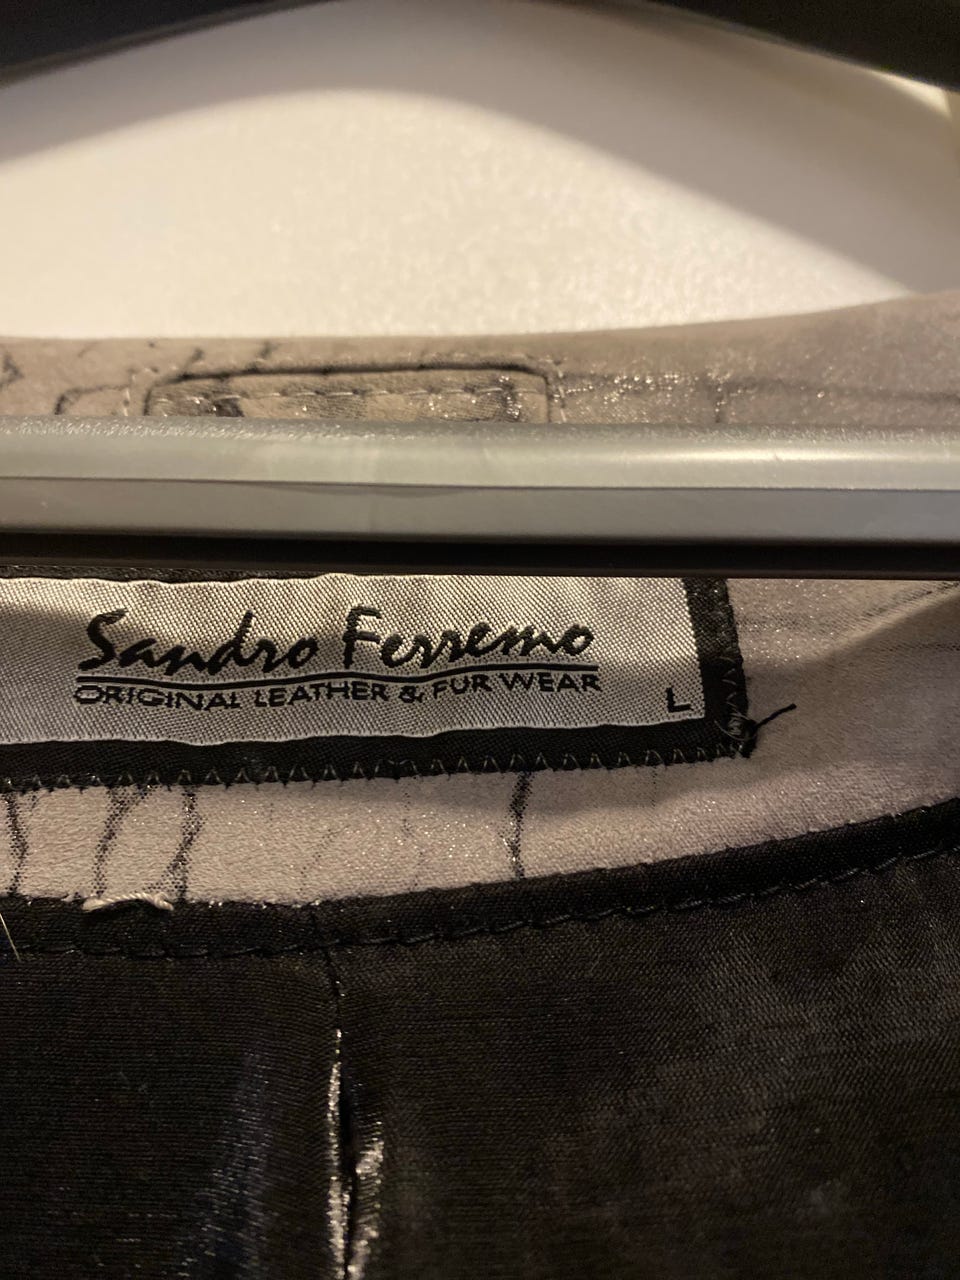 Sandro Ferremo
ORIGINAL LEATHER & FUR WEAR
L